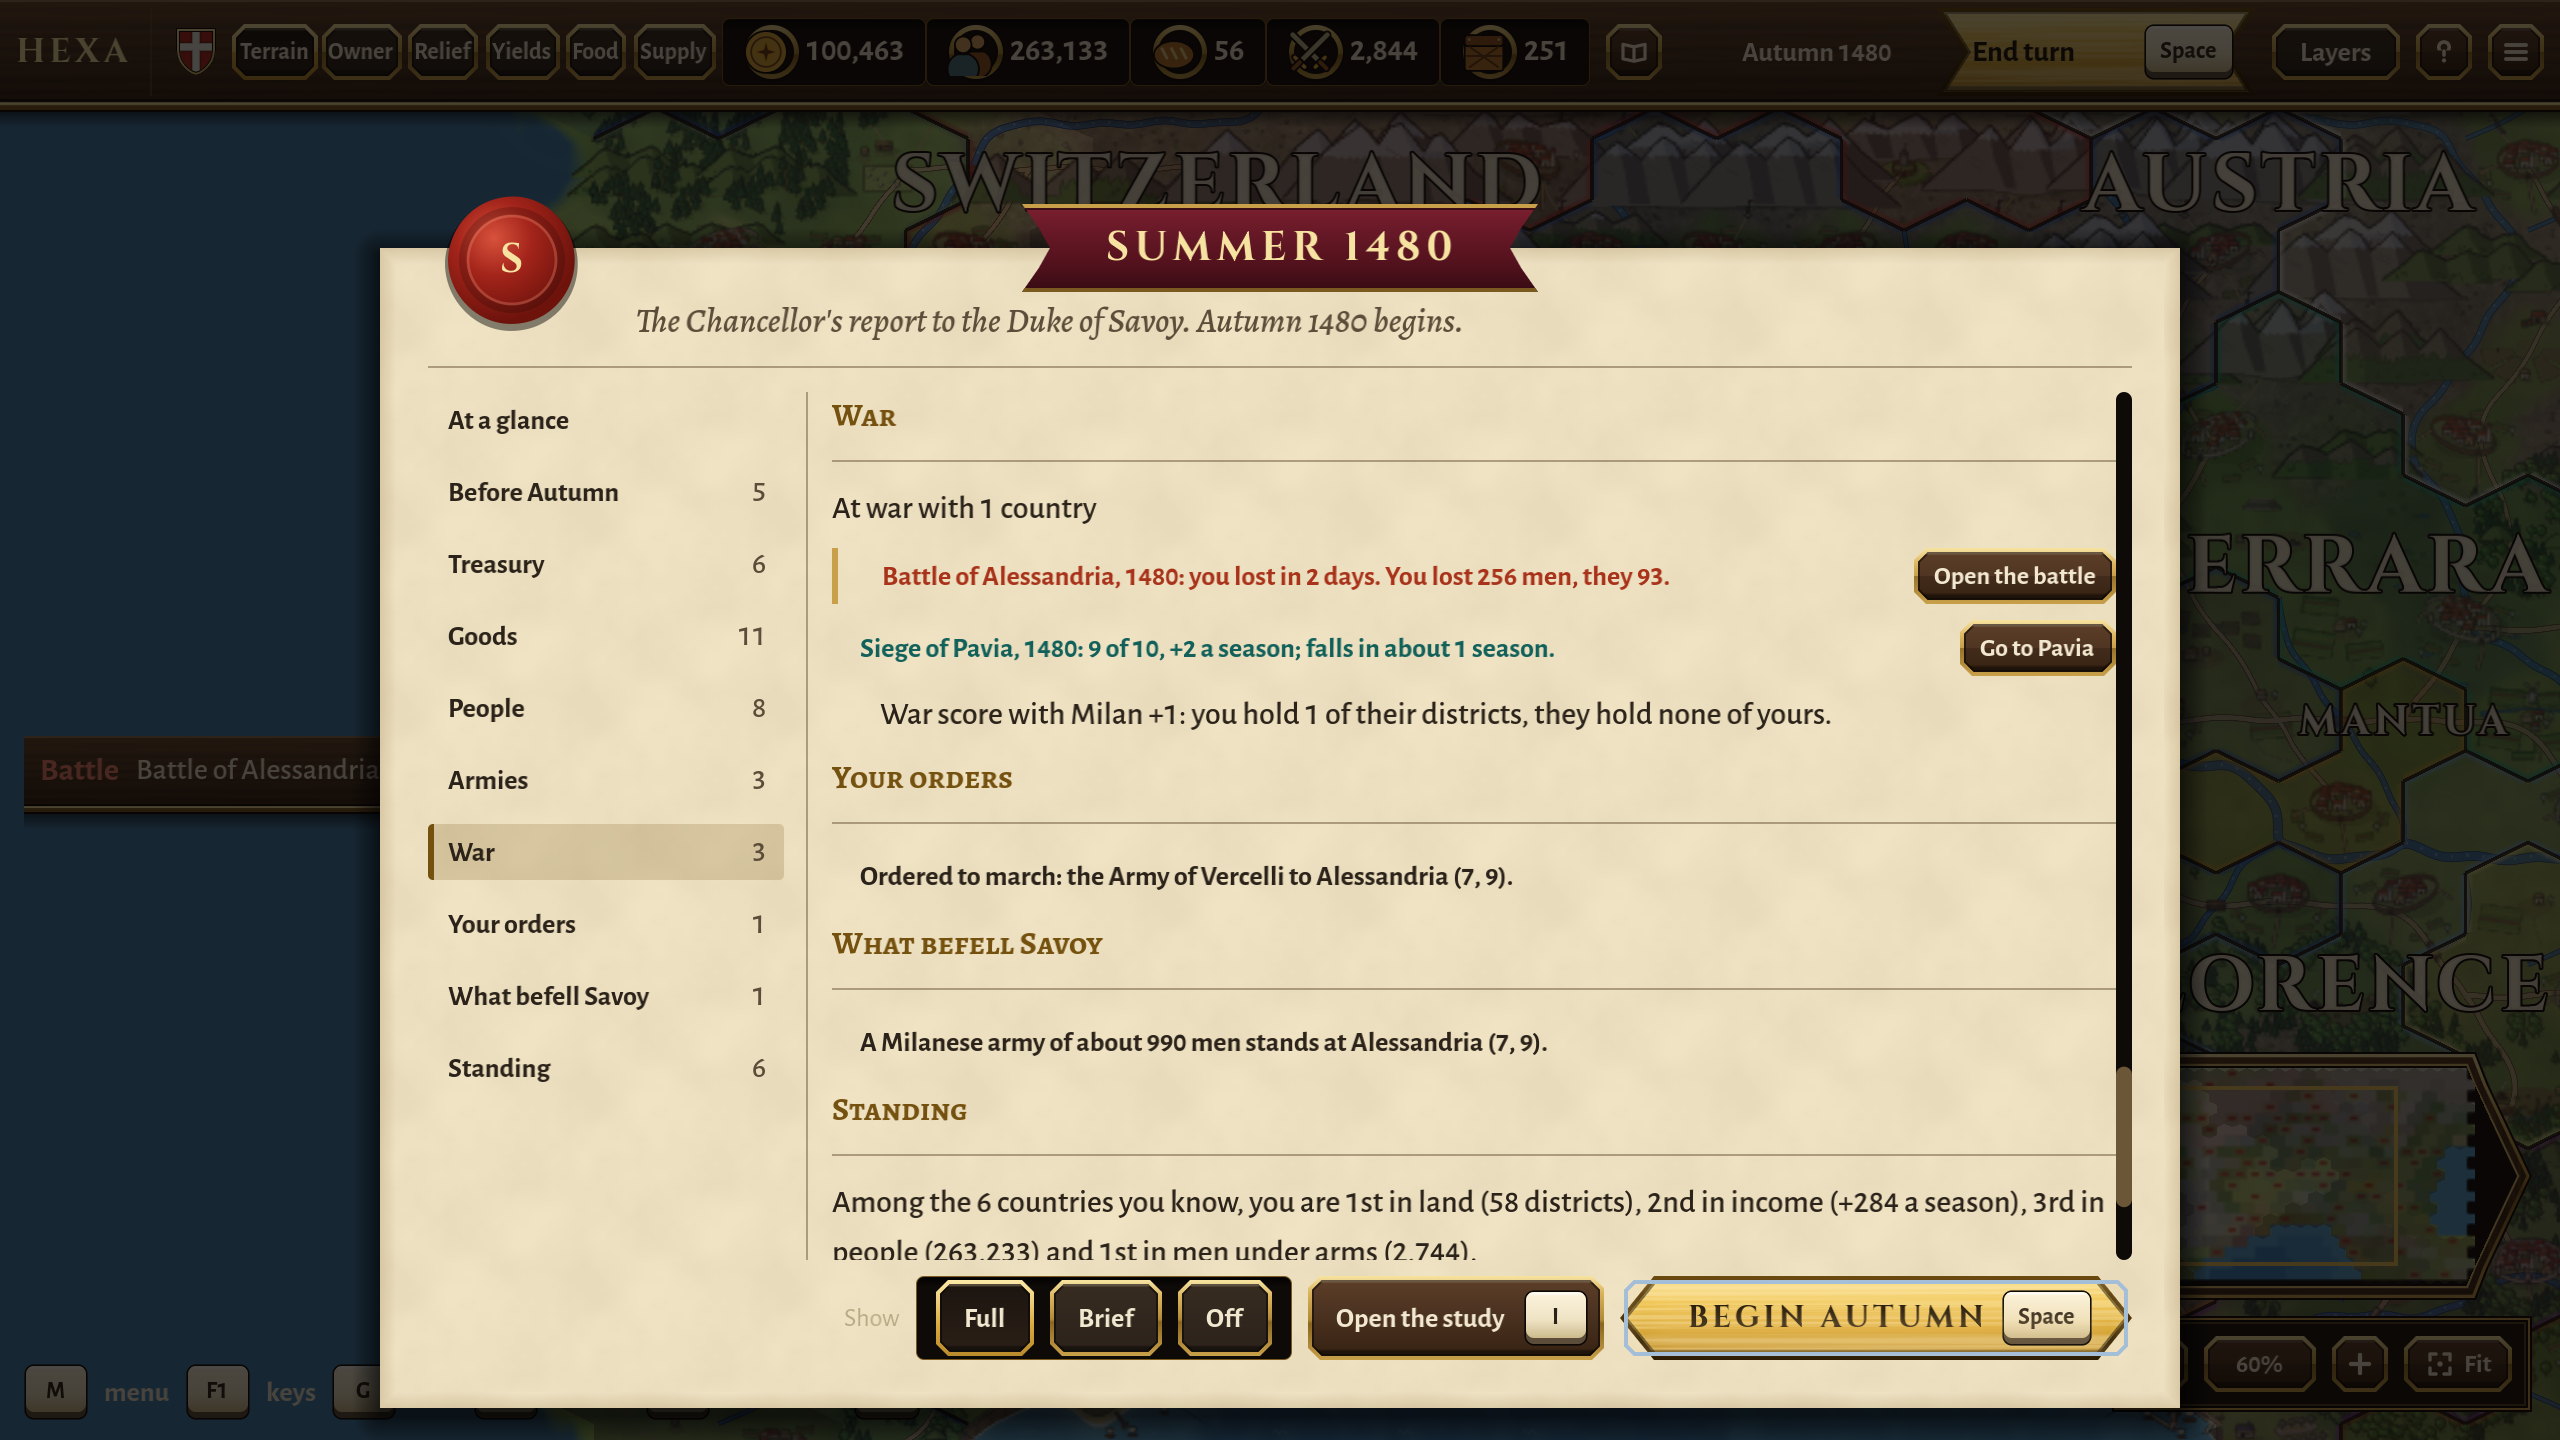 HEXA
Terrain
Owner
Relief
Yields
Food
Supply
100,463
263,133
56
2,844
251
Autumn 1480
End turn
Space
Layers
SWITZERLAND
AUSTRIA
S
SUMMER 1480
The Chancellor's report to the Duke of Savoy. Autumn 1480 begins.
At a glance
Before Autumn 5
Treasury 6
Goods 11
People 8
Armies 3
War 3
Your orders 1
What befell Savoy 1
Standing 6
War
At war with 1 country
Battle of Alessandria, 1480: you lost in 2 days. You lost 256 men, they 93.
Open the battle
Siege of Pavia, 1480: 9 of 10, +2 a season; falls in about 1 season.
Go to Pavia
War score with Milan +1: you hold 1 of their districts, they hold none of yours.
Your orders
Ordered to march: the Army of Vercelli to Alessandria (7, 9).
What befell Savoy
A Milanese army of about 990 men stands at Alessandria (7, 9).
Standing
Among the 6 countries you know, you are 1st in land (58 districts), 2nd in income (+284 a season), 3rd in
people (263,233) and 1st in men under arms (2,744).
Show
Full
Brief
Off
Open the study
I
BEGIN AUTUMN
Space
Battle Battle of Alessandria
ERRARA
MANTUA
ORENCE
M menu
F1 keys
G
60%
+
Fit